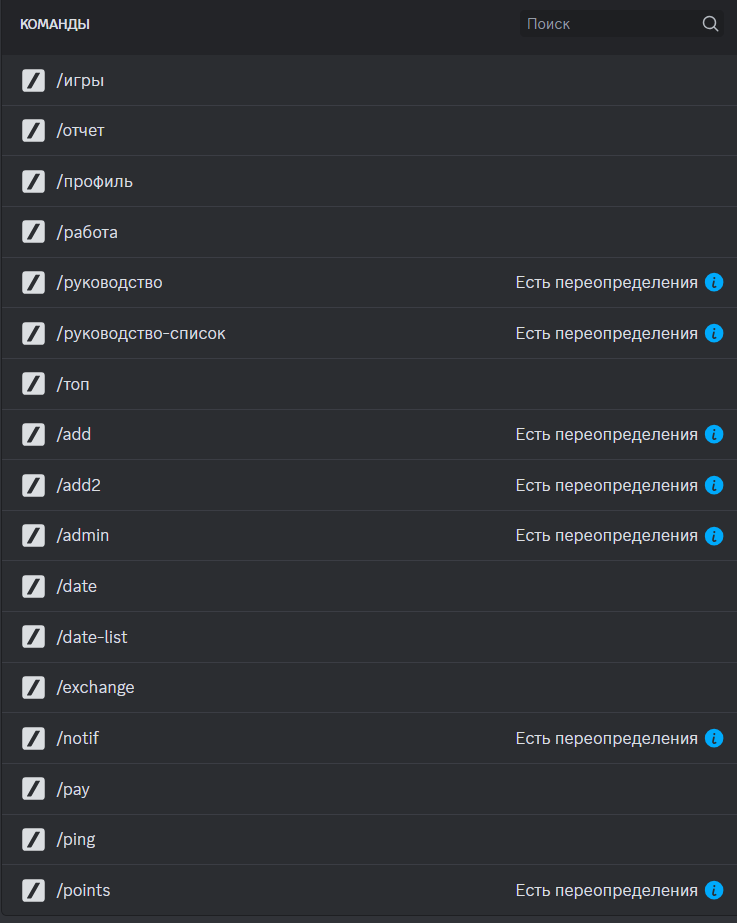 КОМАНДЫ Поиск
/игры
/отчет
/профиль
/работа
/руководство Есть переопределения
/руководство-список Есть переопределения
/топ
/add Есть переопределения
/add2 Есть переопределения
/admin Есть переопределения
/date
/date-list
/exchange
/notif Есть переопределения
/pay
/ping
/points Есть переопределения